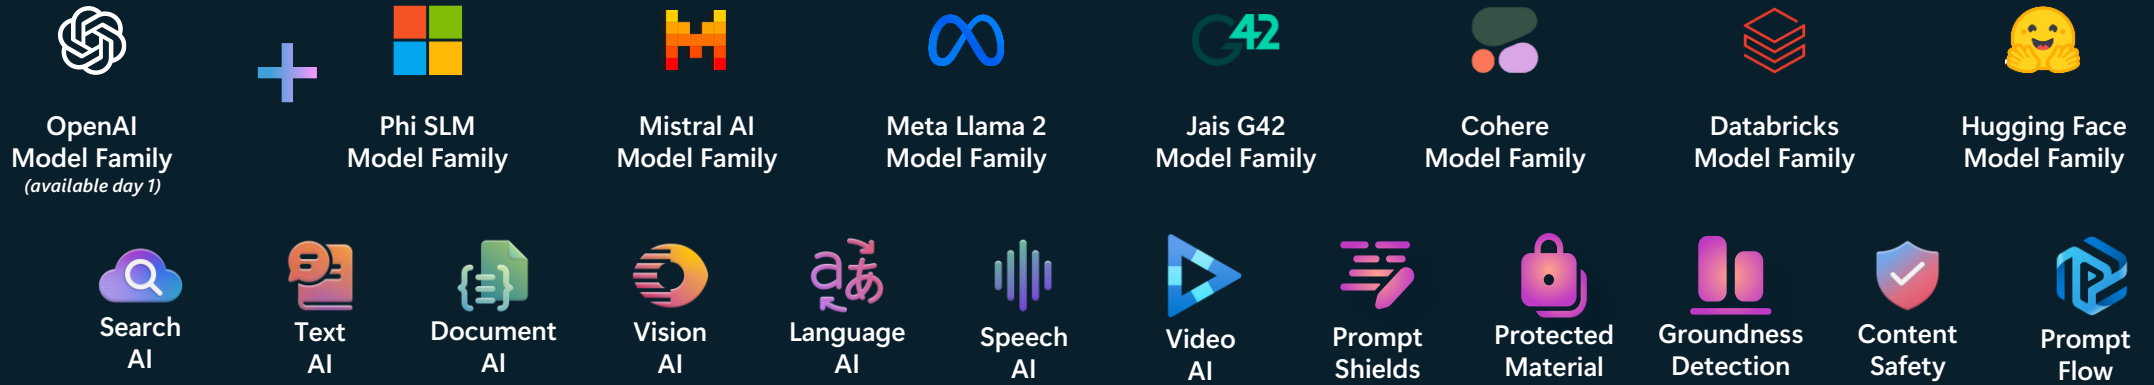 42
OpenAI
Model Family
(available day 1)
Phi SLM
Model Family
Mistral AI
Model Family
Meta Llama 2
Model Family
Jais G42
Model Family
Cohere
Model Family
Databricks
Model Family
Hugging Face
Model Family
Search
AI
Text
AI
Document
AI
Vision
AI
aあ
Language
AI
Speech
AI
Video
AI
Prompt
Shields
Protected
Material
Groundness
Detection
Content
Safety
Prompt
Flow